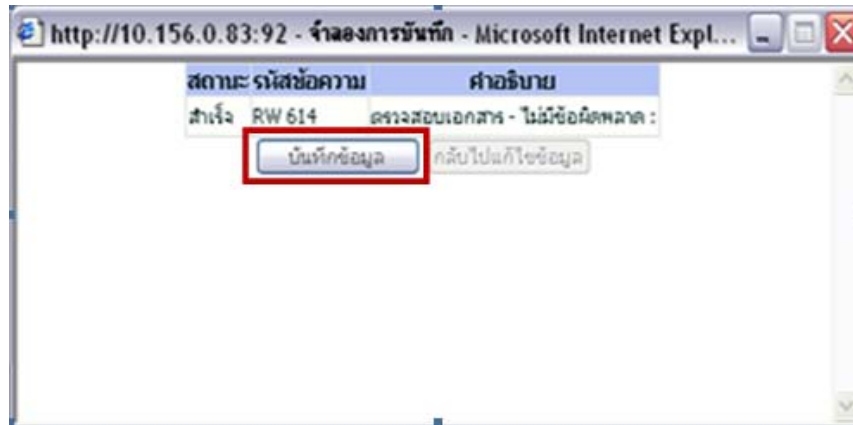 http://10.156.0.83:92 - จำลองการบันทึก - Microsoft Internet Expl...
สถานะ รหัสข้อความ คำอธิบาย
สำเร็จ RW 614 ตรวจสอบเอกสาร - ไม่มีข้อผิดพลาด :
บันทึกข้อมูล กลับไปแก้ไขข้อมูล